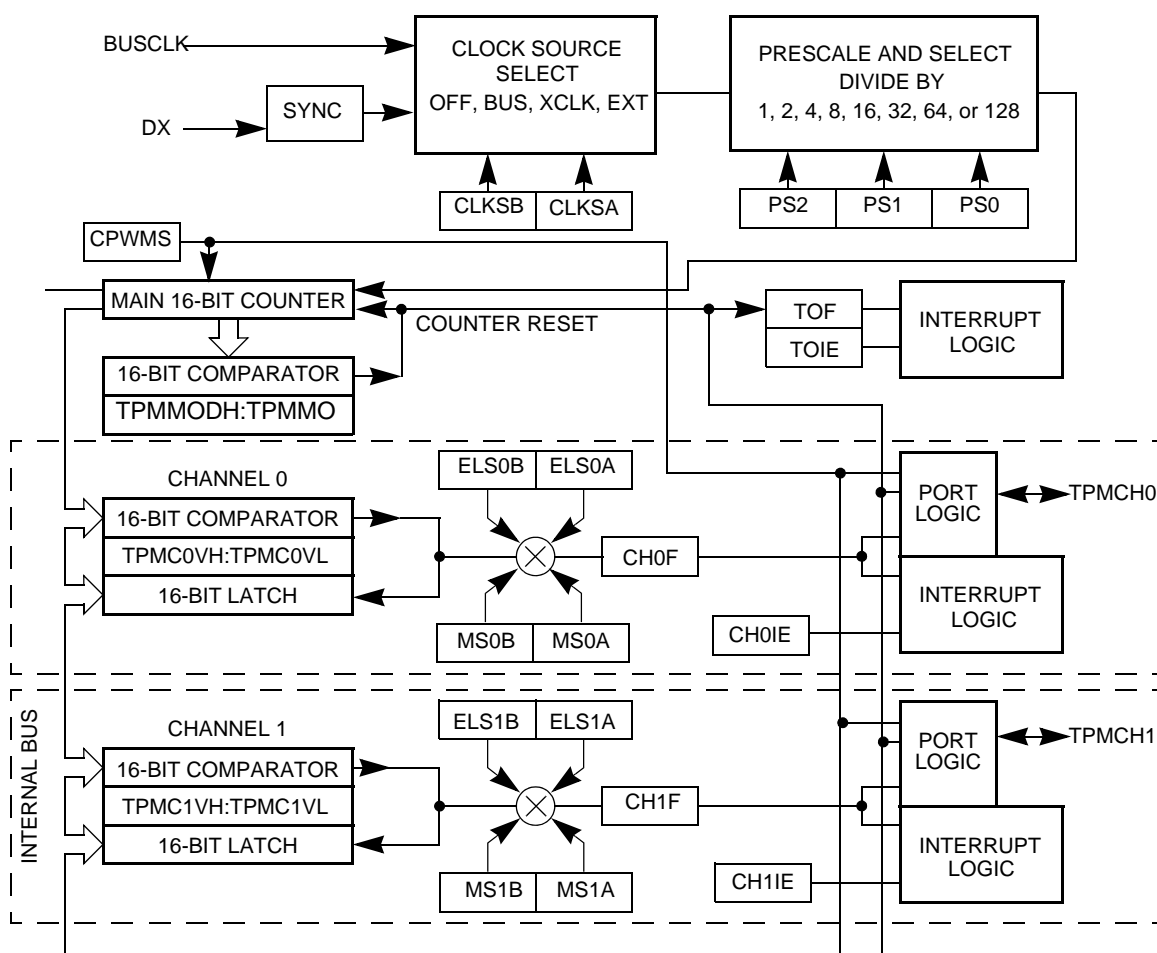 BUSCLK
CLOCK SOURCE
SELECT
OFF, BUS, XCLK, EXT
PRESCALE AND SELECT
DIVIDE BY
1, 2, 4, 8, 16, 32, 64, or 128
SYNC
DX
CLKSB
CLKSA
PS2
PS1
PS0
CPWMS
MAIN 16-BIT COUNTER
COUNTER RESET
TOF
TOIE
INTERRUPT
LOGIC
16-BIT COMPARATOR
TPMMODH:TPMMO
CHANNEL 0
ELS0B
ELS0A
PORT
LOGIC
TPMCH0
16-BIT COMPARATOR
TPMC0VH:TPMC0VL
16-BIT LATCH
CH0F
INTERRUPT
LOGIC
MS0B
MS0A
CH0IE
INTERNAL BUS
CHANNEL 1
ELS1B
ELS1A
PORT
LOGIC
TPMCH1
16-BIT COMPARATOR
TPMC1VH:TPMC1VL
16-BIT LATCH
CH1F
INTERRUPT
LOGIC
MS1B
MS1A
CH1IE